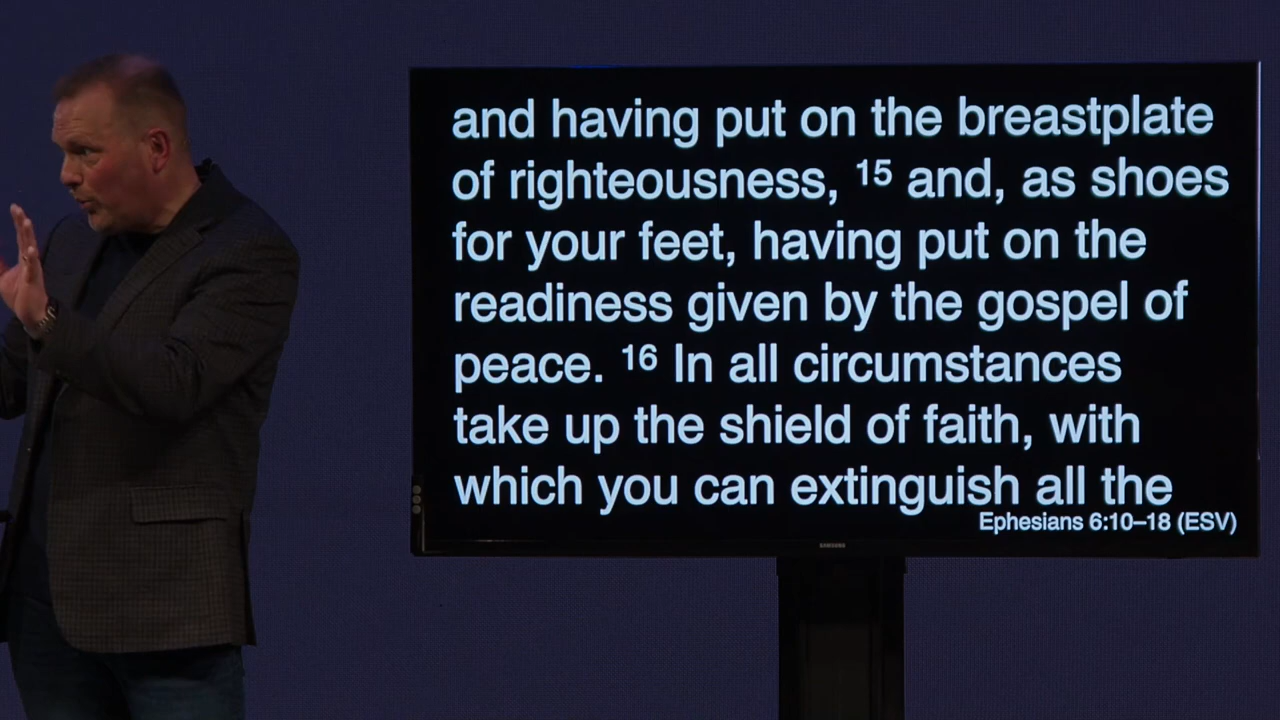 and having put on the breastplate
of righteousness, 15 and, as shoes
for your feet, having put on the
readiness given by the gospel of
peace. 16 In all circumstances
take up the shield of faith, with
which you can extinguish all the
Ephesians 6:10–18 (ESV)
SAMSUNG